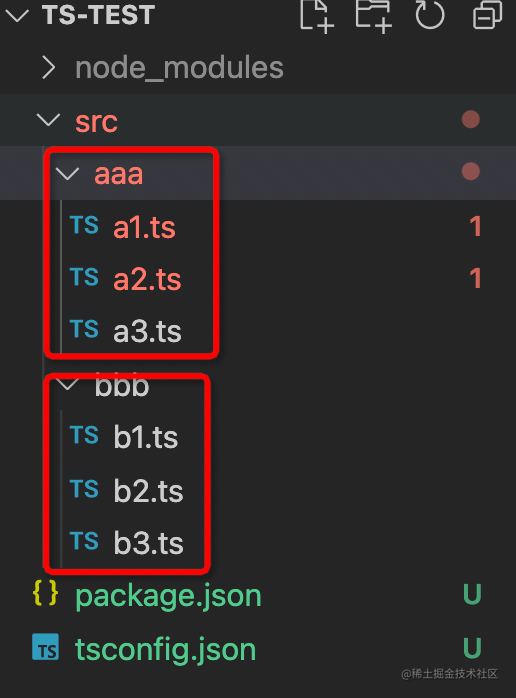 TS-TEST
node_modules
src
aaa
TS a1.ts 1
TS a2.ts 1
TS a3.ts
bbb
TS b1.ts
TS b2.ts
TS b3.ts
{} package.json U
TS tsconfig.json U
@稀土掘金技术社区